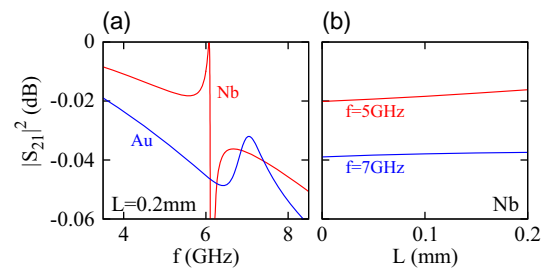 (a)
(b)
0
-0.02
-0.04
-0.06
|S₂₁|² (dB)
Nb
Au
L=0.2mm
4
6
8
f (GHz)
f=5GHz
f=7GHz
Nb
0
0.1
0.2
L (mm)